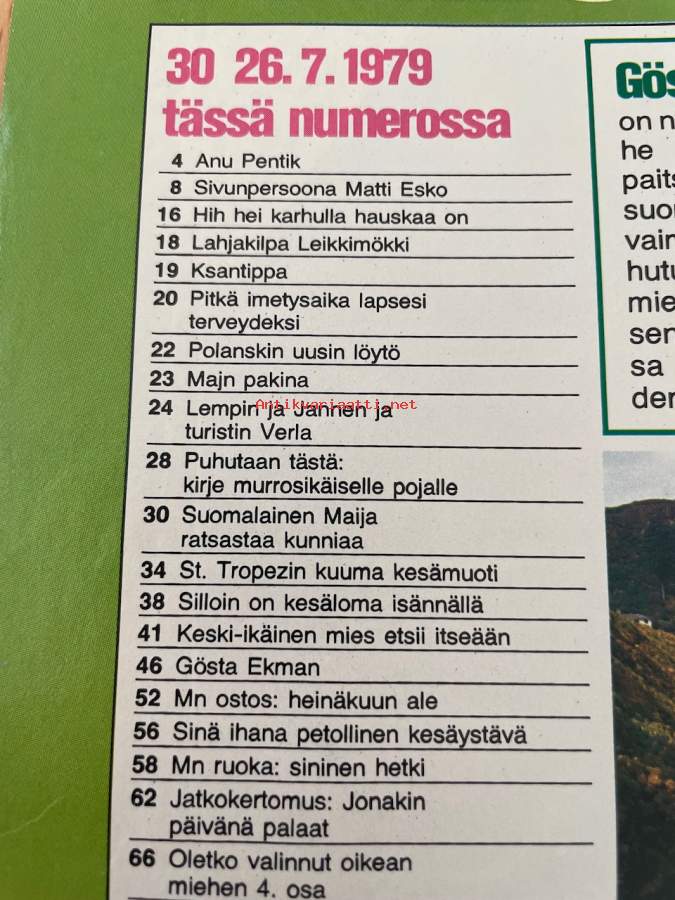 30 26.7.1979
tässä numerossa
4 Anu Pentik
8 Sivunpersoona Matti Esko
16 Hih hei karhulla hauskaa on
18 Lahjakilpa Leikkimökki
19 Ksantippa
20 Pitkä imetysaika lapsesi
terveydeksi
22 Polanskin uusin löytö
23 Majn pakina
24 Lempin ja Jannen ja
turistin Verla
28 Puhutaan tästä:
kirje murrosikäiselle pojalle
30 Suomalainen Maija
ratsastaa kunniaa
34 St. Tropezin kuuma kesämuoti
38 Silloin on kesäloma isännällä
41 Keski-ikäinen mies etsii itseään
46 Gösta Ekman
52 Mn ostos: heinäkuun ale
56 Sinä ihana petollinen kesäystävä
58 Mn ruoka: sininen hetki
62 Jatkokertomus: Jonakin
päivänä palaat
66 Oletko valinnut oikean
miehen 4. osa
Antikvariaatti.net
Gös
on n
he
paits
suor
vain
hutu
mie
sen
sa
der